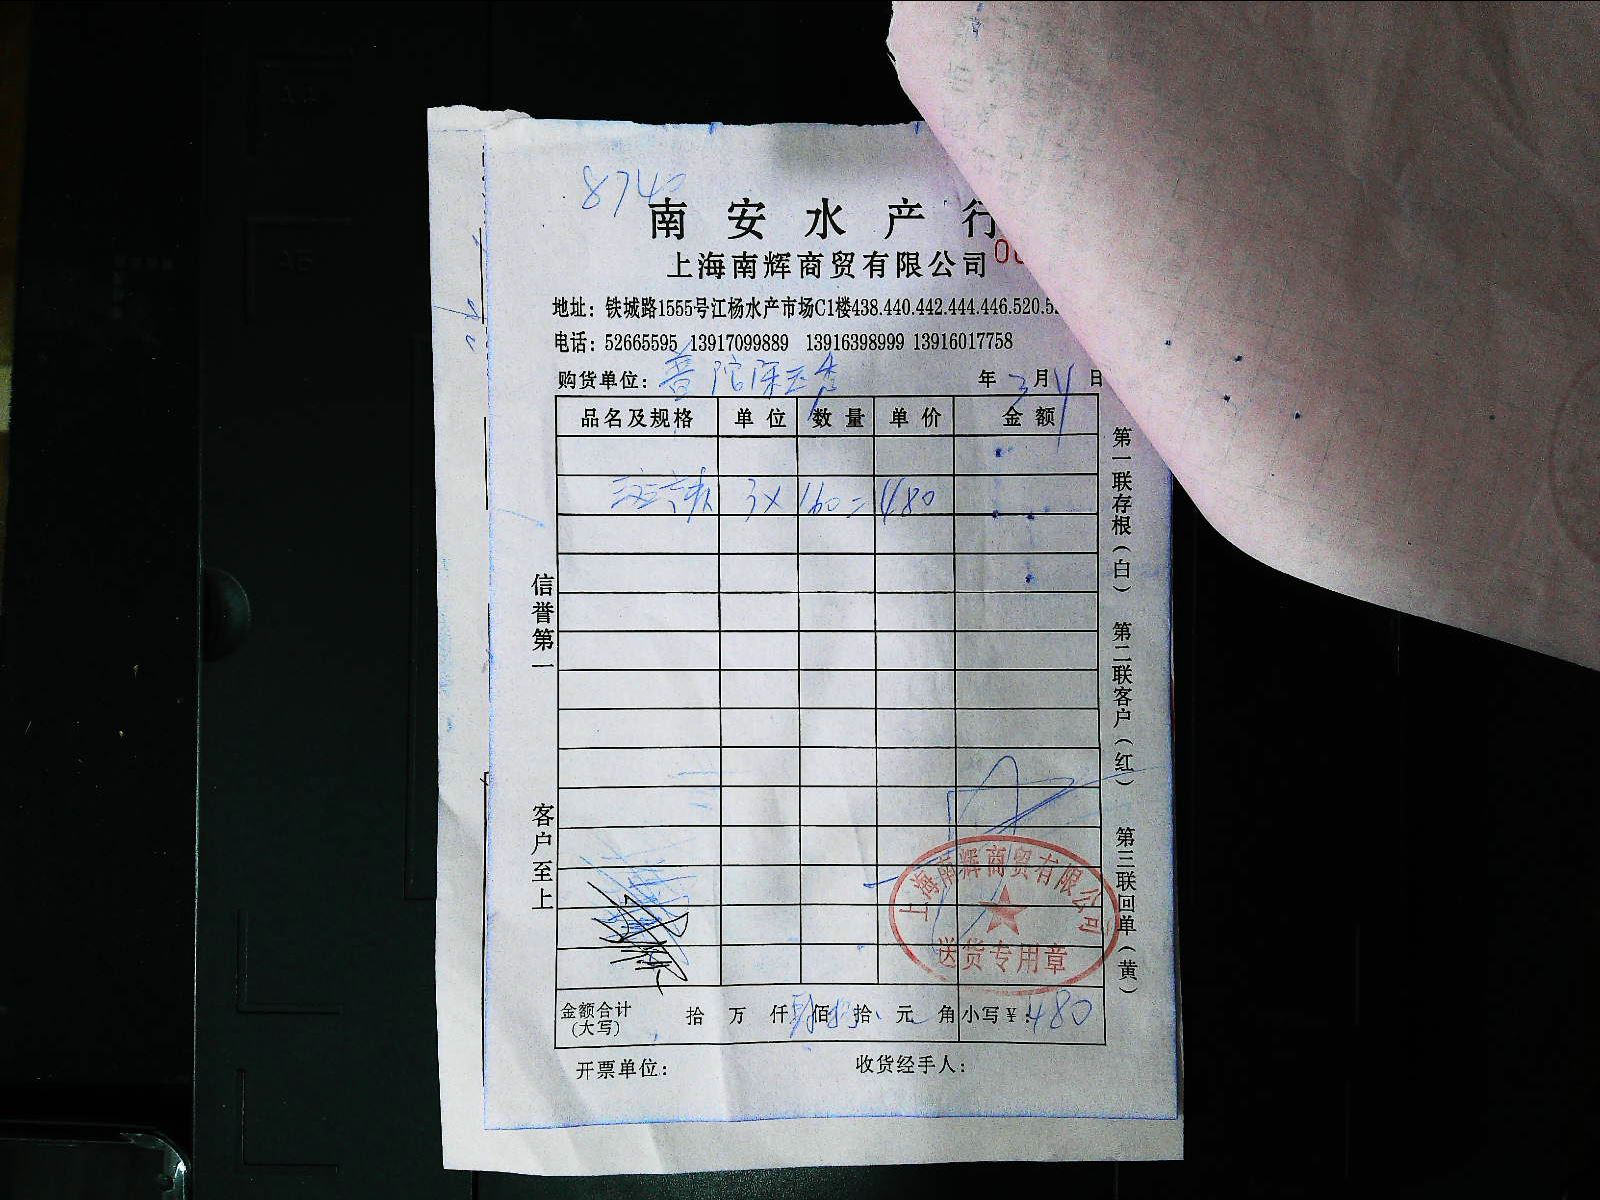 874
南安水产行
上海南辉商贸有限公司
地址：铁城路1555号江杨水产市场C1楼438.440.442.444.446.520.5
电话：52665595 13917099889 13916398999 13916017758
购货单位：普陀 年3月4日
品名及规格 单位 数量 单价 金额
3×160=480
信誉第一
客户至上
第一联存根（白） 第二联客户（红） 第三联回单（黄）
上海南辉商贸有限公司
送货专用章
金额合计（大写） 拾 万 仟 肆佰捌拾 元 角 小写￥：480
开票单位： 收货经手人：